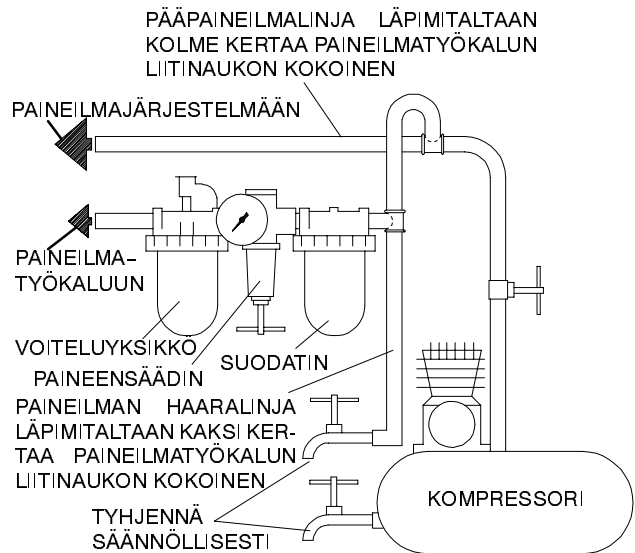 PÄÄPAINEILMALINJA LÄPIMITALTAAN
KOLME KERTAA PAINEILMATYÖKALUN
LIITINAUKON KOKOINEN
PAINEILMAJÄRJESTELMÄÄN
PAINEILMA–
TYÖKALUUN
VOITELUYKSIKKÖ
SUODATIN
PAINEENSÄÄDIN
PAINEILMAN HAARALINJA
LÄPIMITALTAAN KAKSI KER-
TAA PAINEILMATYÖKALUN
LIITINAUKON KOKOINEN
KOMPRESSORI
TYHJENNÄ
SÄÄNNÖLLISESTI